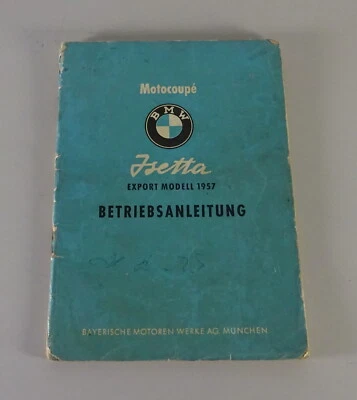 Motocoupé
BMW
Isetta
EXPORT MODELL 1957
BETRIEBSANLEITUNG
BAYERISCHE MOTOREN WERKE AG. MÜNCHEN